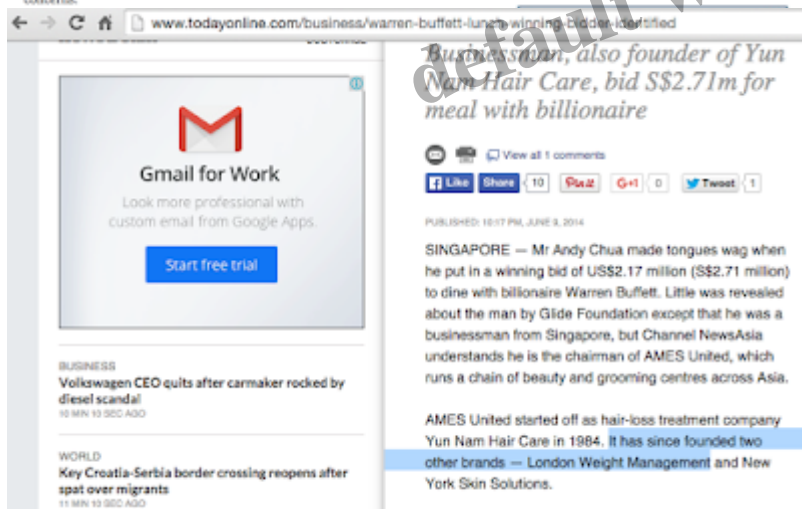 www.todayonline.com/business/warren-buffett-lunch-winning-bidder-identified
default
Businessman, also founder of Yun
Nam Hair Care, bid S$2.71m for
meal with billionaire
View all 1 comments
Like Share 10 Pin it G+1 0 Tweet 1
PUBLISHED: 10:17 PM, JUNE 9, 2014
SINGAPORE — Mr Andy Chua made tongues wag when
he put in a winning bid of US$2.17 million (S$2.71 million)
to dine with billionaire Warren Buffett. Little was revealed
about the man by Glide Foundation except that he was a
businessman from Singapore, but Channel NewsAsia
understands he is the chairman of AMES United, which
runs a chain of beauty and grooming centres across Asia.
AMES United started off as hair-loss treatment company
Yun Nam Hair Care in 1984. It has since founded two
other brands — London Weight Management and New
York Skin Solutions.
Gmail for Work
Look more professional with
custom email from Google Apps.
Start free trial
BUSINESS
Volkswagen CEO quits after carmaker rocked by
diesel scandal
10 MIN 10 SEC AGO
WORLD
Key Croatia-Serbia border crossing reopens after
spat over migrants
11 MIN 10 SEC AGO